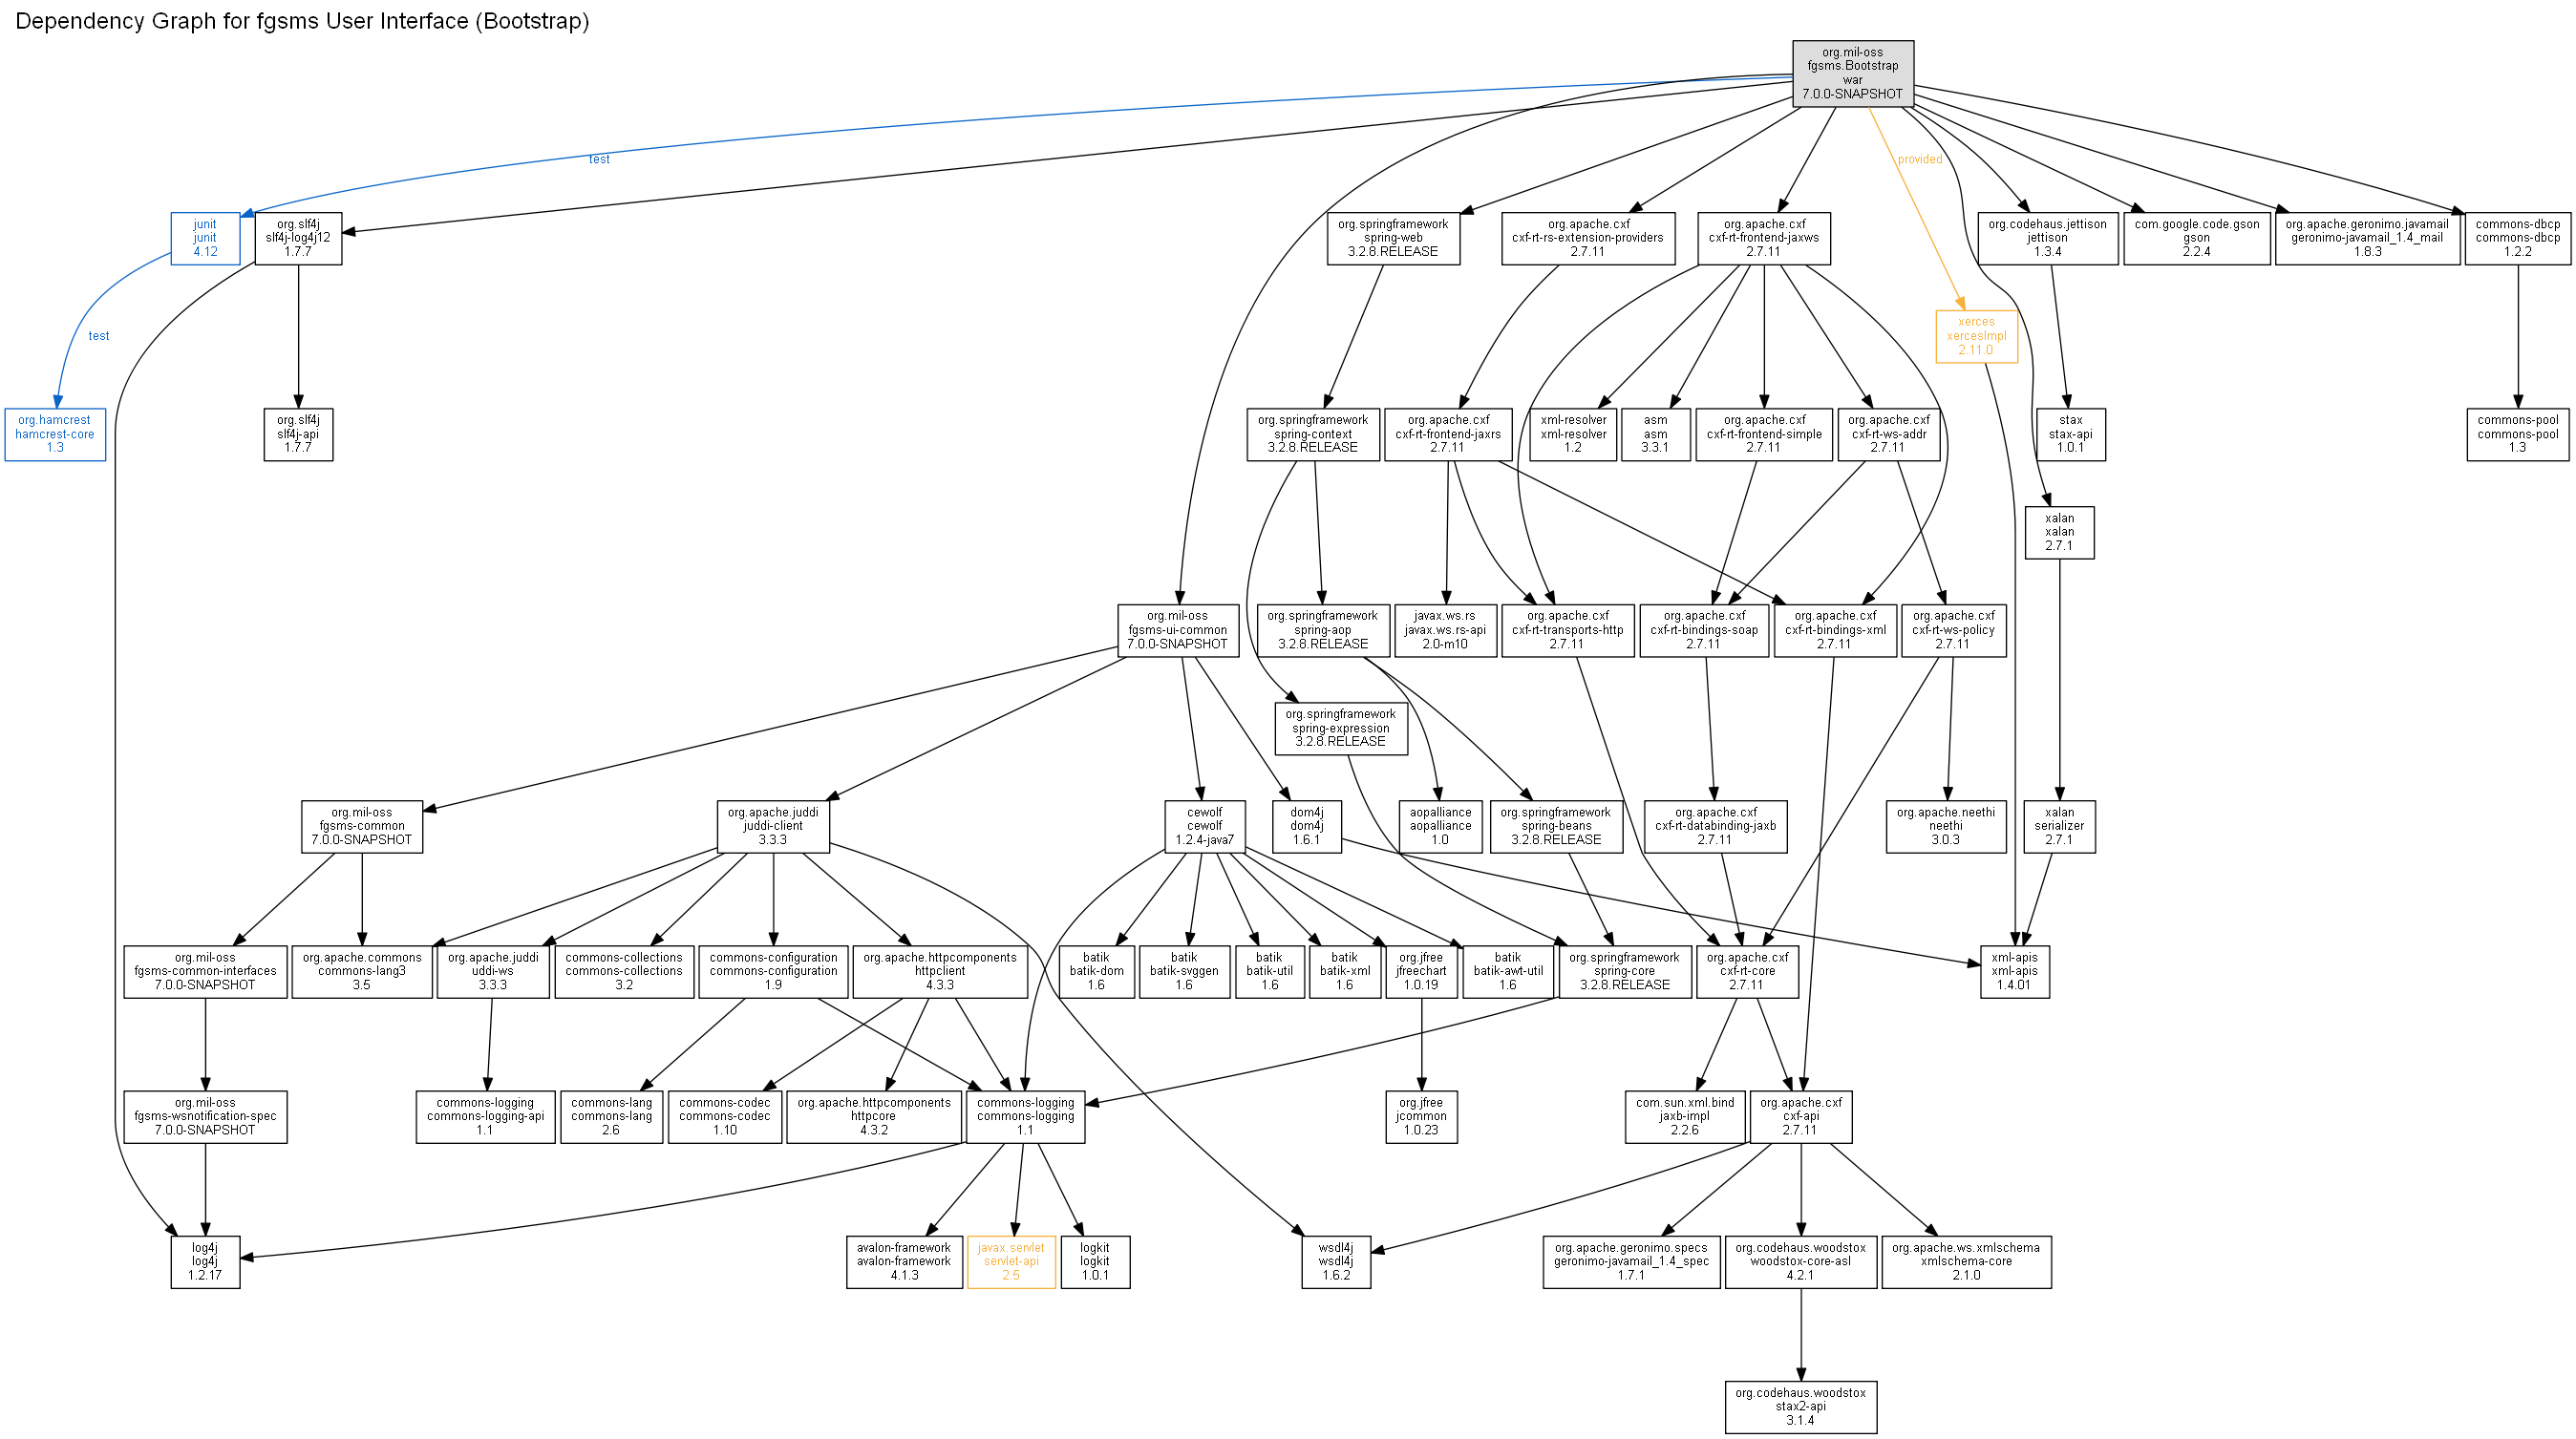 Dependency Graph for fgsms User Interface (Bootstrap)
org.mil-oss
fgsms.Bootstrap
war
7.0.0-SNAPSHOT
test
provided
junit
junit
4.12
org.slf4j
slf4j-log4j12
1.7.7
org.springframework
spring-web
3.2.8.RELEASE
org.apache.cxf
cxf-rt-rs-extension-providers
2.7.11
org.apache.cxf
cxf-rt-frontend-jaxws
2.7.11
org.codehaus.jettison
jettison
1.3.4
com.google.code.gson
gson
2.2.4
org.apache.geronimo.javamail
geronimo-javamail_1.4_mail
1.8.3
commons-dbcp
commons-dbcp
1.2.2
xerces
xercesImpl
2.11.0
test
org.hamcrest
hamcrest-core
1.3
org.slf4j
slf4j-api
1.7.7
org.springframework
spring-context
3.2.8.RELEASE
org.apache.cxf
cxf-rt-frontend-jaxrs
2.7.11
xml-resolver
xml-resolver
1.2
asm
asm
3.3.1
org.apache.cxf
cxf-rt-frontend-simple
2.7.11
org.apache.cxf
cxf-rt-ws-addr
2.7.11
stax
stax-api
1.0.1
commons-pool
commons-pool
1.3
xalan
xalan
2.7.1
org.mil-oss
fgsms-ui-common
7.0.0-SNAPSHOT
org.springframework
spring-aop
3.2.8.RELEASE
javax.ws.rs
javax.ws.rs-api
2.0-m10
org.apache.cxf
cxf-rt-transports-http
2.7.11
org.apache.cxf
cxf-rt-bindings-soap
2.7.11
org.apache.cxf
cxf-rt-bindings-xml
2.7.11
org.apache.cxf
cxf-rt-ws-policy
2.7.11
org.springframework
spring-expression
3.2.8.RELEASE
org.mil-oss
fgsms-common
7.0.0-SNAPSHOT
org.apache.juddi
juddi-client
3.3.3
cewolf
cewolf
1.2.4-java7
dom4j
dom4j
1.6.1
aopalliance
aopalliance
1.0
org.springframework
spring-beans
3.2.8.RELEASE
org.apache.cxf
cxf-rt-databinding-jaxb
2.7.11
org.apache.neethi
neethi
3.0.3
xalan
serializer
2.7.1
org.mil-oss
fgsms-common-interfaces
7.0.0-SNAPSHOT
org.apache.commons
commons-lang3
3.5
org.apache.juddi
uddi-ws
3.3.3
commons-collections
commons-collections
3.2
commons-configuration
commons-configuration
1.9
org.apache.httpcomponents
httpclient
4.3.3
batik
batik-dom
1.6
batik
batik-svggen
1.6
batik
batik-util
1.6
batik
batik-xml
1.6
org.jfree
jfreechart
1.0.19
batik
batik-awt-util
1.6
org.springframework
spring-core
3.2.8.RELEASE
org.apache.cxf
cxf-rt-core
2.7.11
xml-apis
xml-apis
1.4.01
org.mil-oss
fgsms-wsnotification-spec
7.0.0-SNAPSHOT
commons-logging
commons-logging-api
1.1
commons-lang
commons-lang
2.6
commons-codec
commons-codec
1.10
org.apache.httpcomponents
httpcore
4.3.2
commons-logging
commons-logging
1.1
org.jfree
jcommon
1.0.23
com.sun.xml.bind
jaxb-impl
2.2.6
org.apache.cxf
cxf-api
2.7.11
log4j
log4j
1.2.17
avalon-framework
avalon-framework
4.1.3
javax.servlet
servlet-api
2.5
logkit
logkit
1.0.1
wsdl4j
wsdl4j
1.6.2
org.apache.geronimo.specs
geronimo-javamail_1.4_spec
1.7.1
org.codehaus.woodstox
woodstox-core-asl
4.2.1
org.apache.ws.xmlschema
xmlschema-core
2.1.0
org.codehaus.woodstox
stax2-api
3.1.4